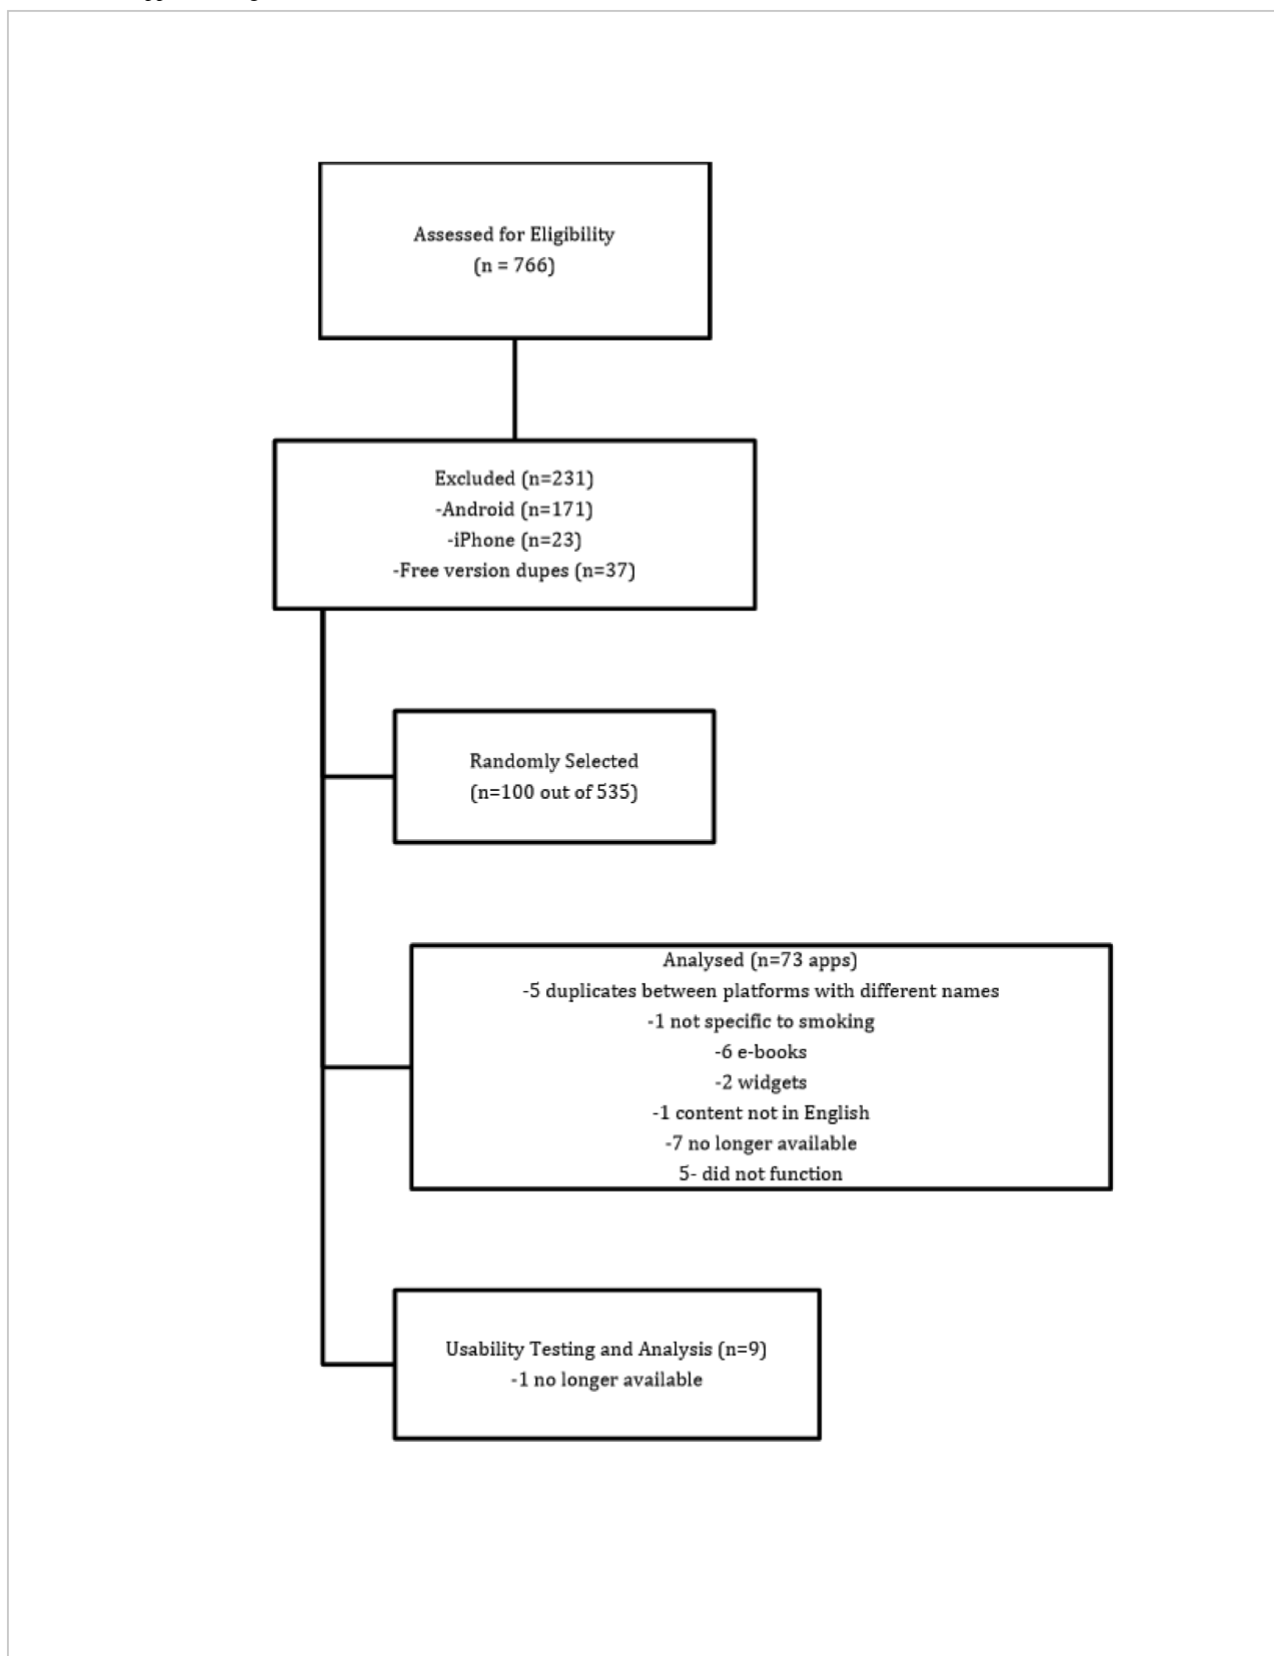 Assessed for Eligibility
(n = 766)
Excluded (n=231)
-Android (n=171)
-iPhone (n=23)
-Free version dupes (n=37)
Randomly Selected
(n=100 out of 535)
Analysed (n=73 apps)
-5 duplicates between platforms with different names
-1 not specific to smoking
-6 e-books
-2 widgets
-1 content not in English
-7 no longer available
5- did not function
Usability Testing and Analysis (n=9)
-1 no longer available